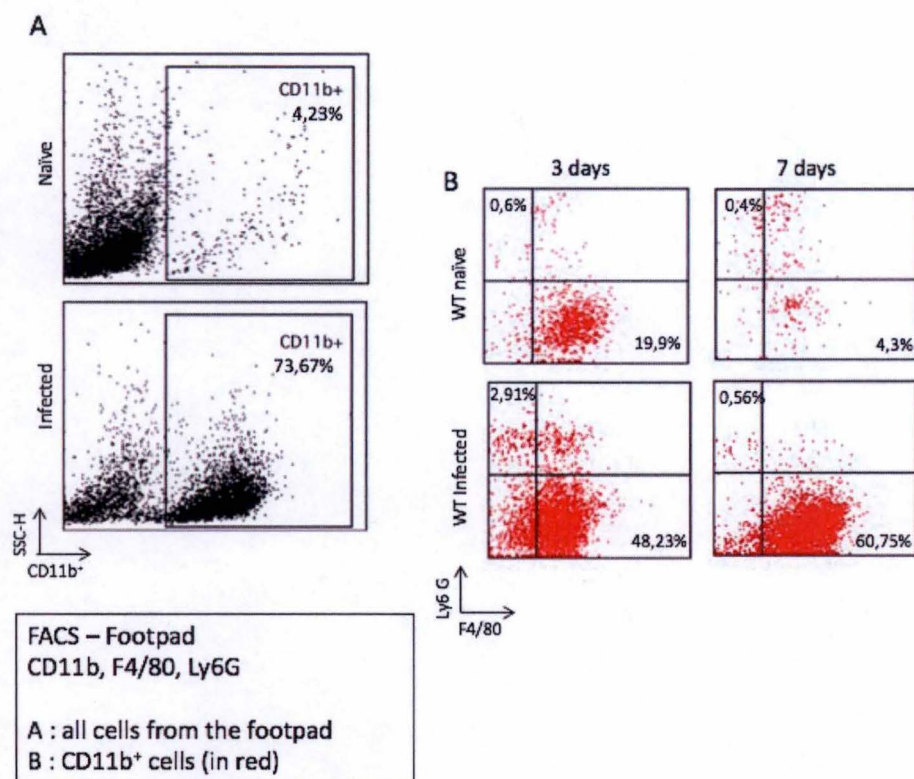 A
CD11b+
4,23%
Naïve
CD11b+
73,67%
Infected
SSC-H
CD11b⁺
B
3 days
7 days
0,6%
0,4%
WT naïve
19,9%
4,3%
2,91%
0,56%
WT Infected
48,23%
60,75%
Ly6 G
F4/80
FACS – Footpad
CD11b, F4/80, Ly6G
A : all cells from the footpad
B : CD11b⁺ cells (in red)